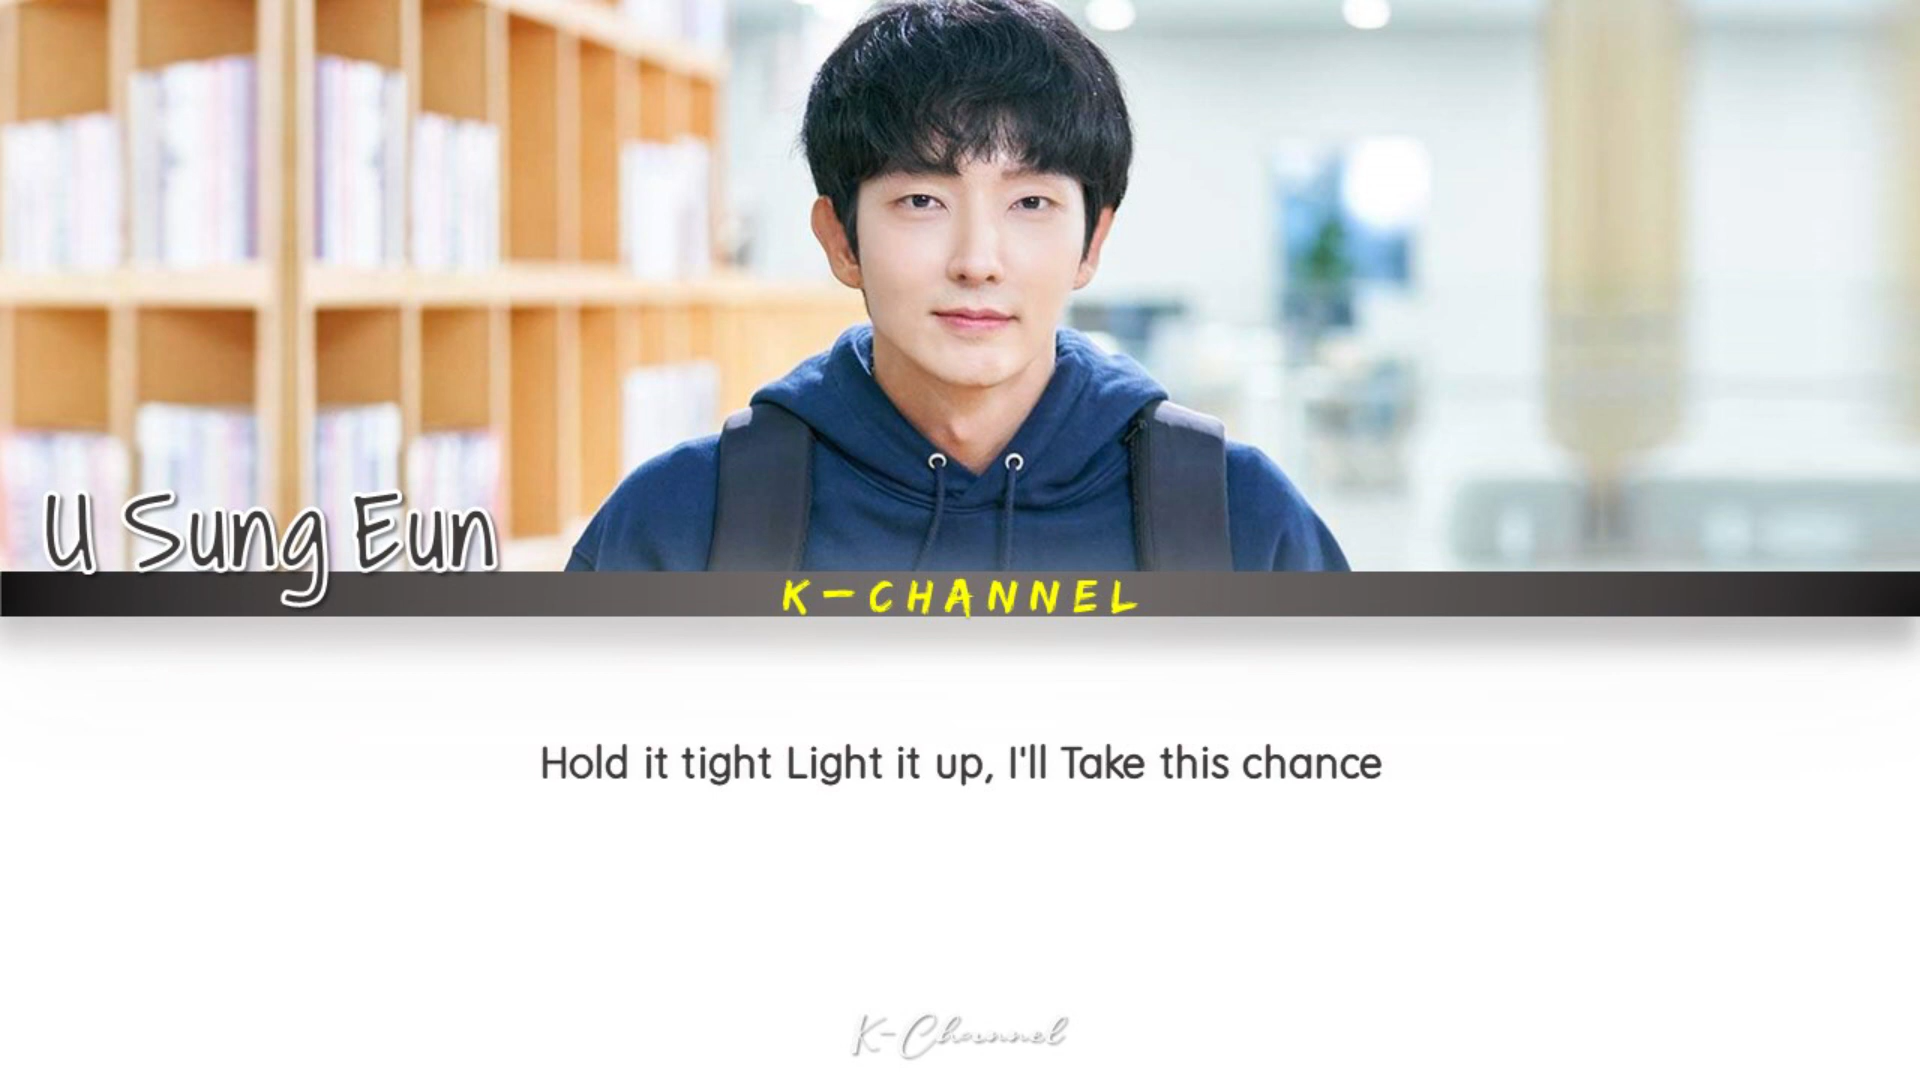 U Sung Eun
K-CHANNEL
Hold it tight Light it up, I'll Take this chance
K-Channel